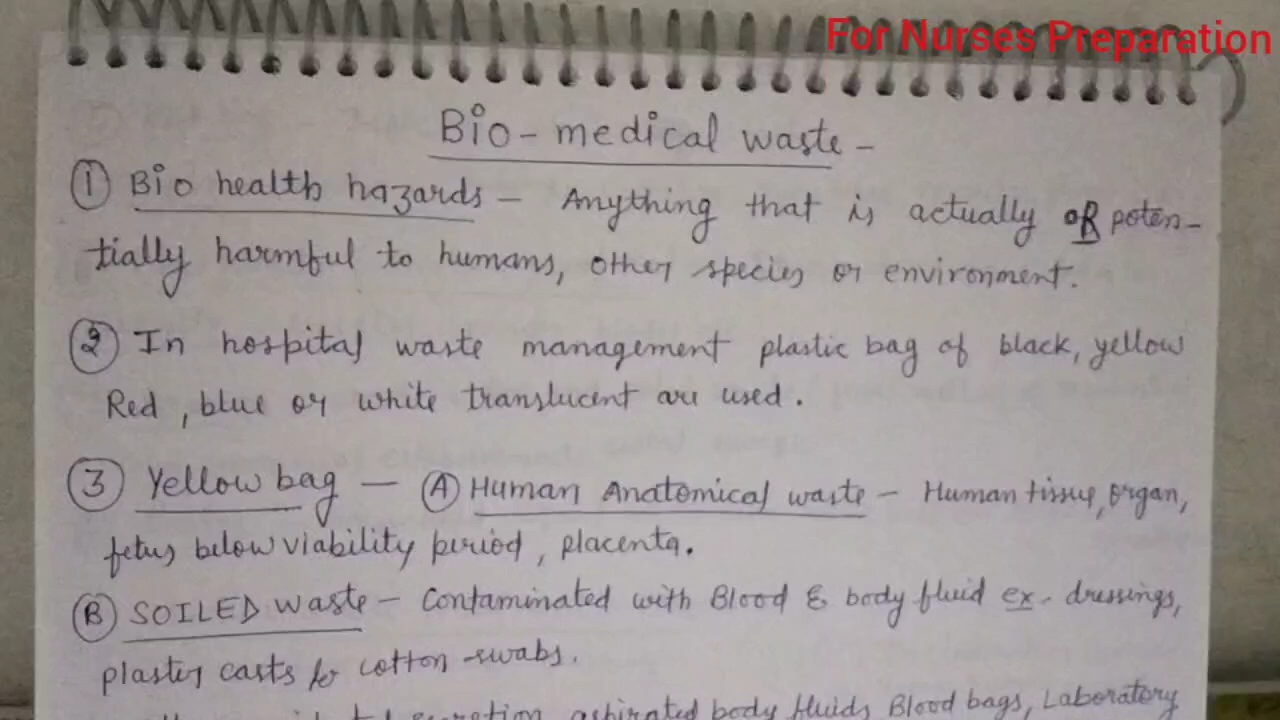 For Nurses Preparation
Bio-medical waste -
① Bio health hazards - Anything that is actually OR poten-
tially harmful to humans, other species or environment.
② In hospital waste management plastic bag of black, yellow
Red, blue or white translucent are used.
③ Yellow bag - Ⓐ Human Anatomical waste - Human tissue, organ,
fetus below viability period, placenta.
Ⓑ SOILED waste - Contaminated with Blood & body fluid ex - dressings,
plaster casts & cotton swabs.
aspirated body fluids, Blood bags, Laboratory